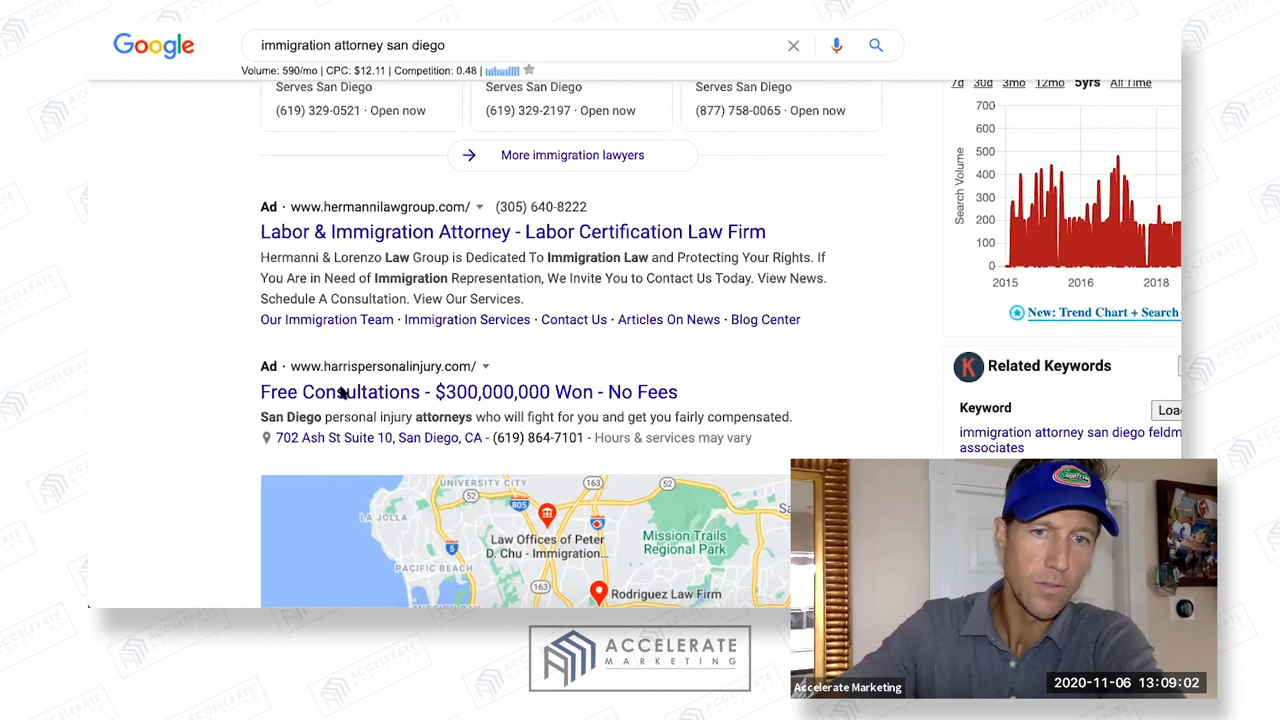 Google
immigration attorney san diego
Volume: 590/mo | CPC: $12.11 | Competition: 0.48 |
Serves San Diego
(619) 329-0521 · Open now
Serves San Diego
(619) 329-2197 · Open now
Serves San Diego
(877) 758-0065 · Open now
More immigration lawyers
Ad · www.hermannilawgroup.com/ (305) 640-8222
Labor & Immigration Attorney - Labor Certification Law Firm
Hermanni & Lorenzo Law Group is Dedicated To Immigration Law and Protecting Your Rights. If
You Are in Need of Immigration Representation, We Invite You to Contact Us Today. View News.
Schedule A Consultation. View Our Services.
Our Immigration Team · Immigration Services · Contact Us · Articles On News · Blog Center
Ad · www.harrispersonalinjury.com/
Free Consultations - $300,000,000 Won - No Fees
San Diego personal injury attorneys who will fight for you and get you fairly compensated.
702 Ash St Suite 10, San Diego, CA - (619) 864-7101 - Hours & services may vary
UNIVERSITY CITY
163
52
52
805
LA JOLLA
Law Offices of Peter
D. Chu - Immigration...
Mission Trails
Regional Park
5
PACIFIC BEACH
163
Rodriguez Law Firm
7d 30d 3mo 12mo 5yrs All Time
Search Volume
700
600
500
400
300
200
100
0
2015 2016 2018
New: Trend Chart + Search
K Related Keywords
Keyword
immigration attorney san diego feldm
associates
Accelerate Marketing
2020-11-06 13:09:02
ACCELERATE
MARKETING